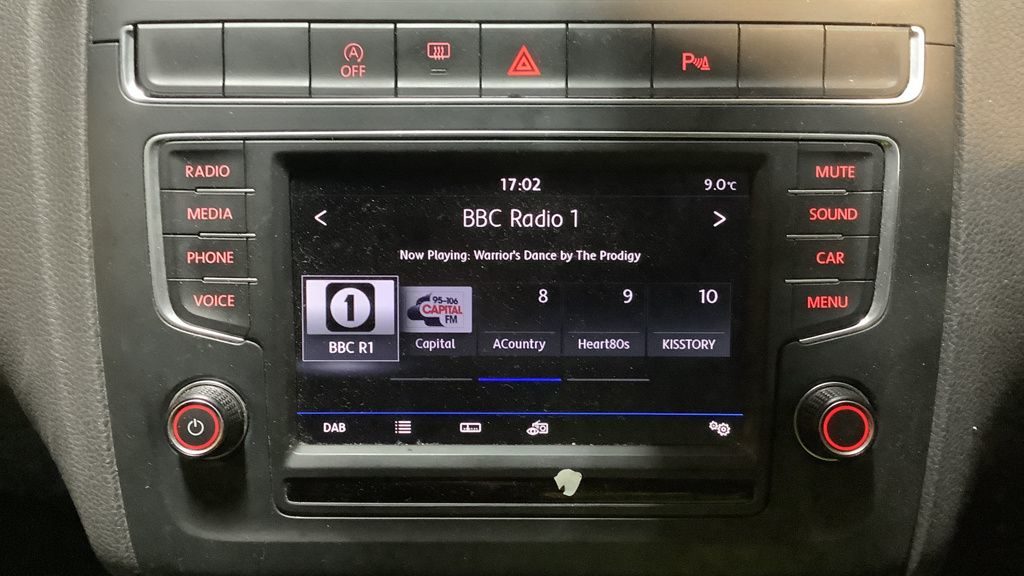 A
OFF
P
17:02
9.0°C
< BBC Radio 1 >
Now Playing: Warrior's Dance by The Prodigy
RADIO
MEDIA
PHONE
VOICE
1
BBC R1
95-106
CAPITAL
FM
Capital
8
ACountry
9
Heart80s
10
KISSTORY
DAB
MUTE
SOUND
CAR
MENU